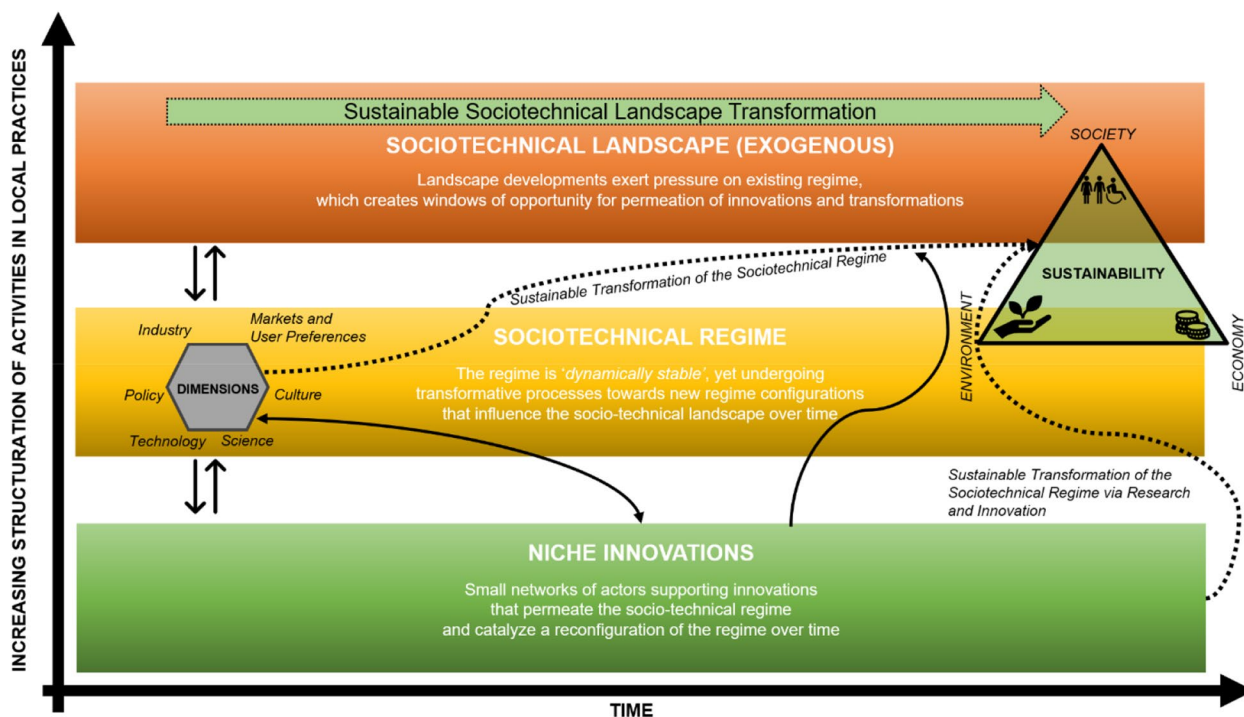 INCREASING STRUCTURATION OF ACTIVITIES IN LOCAL PRACTICES
Sustainable Sociotechnical Landscape Transformation
SOCIOTECHNICAL LANDSCAPE (EXOGENOUS)
Landscape developments exert pressure on existing regime,
which creates windows of opportunity for permeation of innovations and transformations
SOCIETY
SUSTAINABILITY
ENVIRONMENT
ECONOMY
Sustainable Transformation of the Sociotechnical Regime
SOCIOTECHNICAL REGIME
The regime is ‘dynamically stable’, yet undergoing
transformative processes towards new regime configurations
that influence the socio-technical landscape over time
Industry
Markets and
User Preferences
Policy
DIMENSIONS
Culture
Technology
Science
Sustainable Transformation of the
Sociotechnical Regime via Research
and Innovation
NICHE INNOVATIONS
Small networks of actors supporting innovations
that permeate the socio-technical regime
and catalyze a reconfiguration of the regime over time
TIME